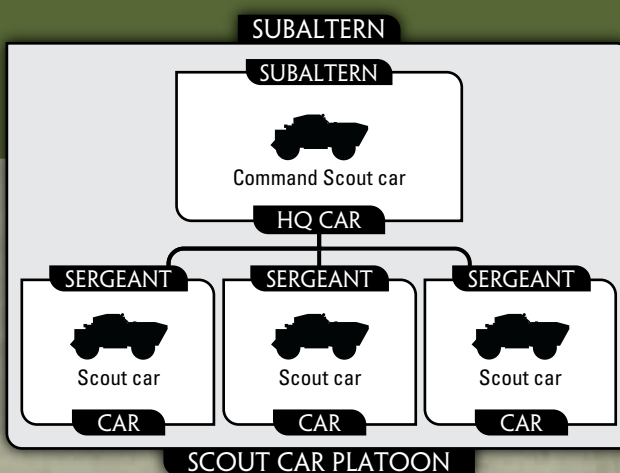 SUBALTERN
SUBALTERN
Command Scout car
HQ CAR
SERGEANT SERGEANT SERGEANT
Scout car Scout car Scout car
CAR CAR CAR
SCOUT CAR PLATOON